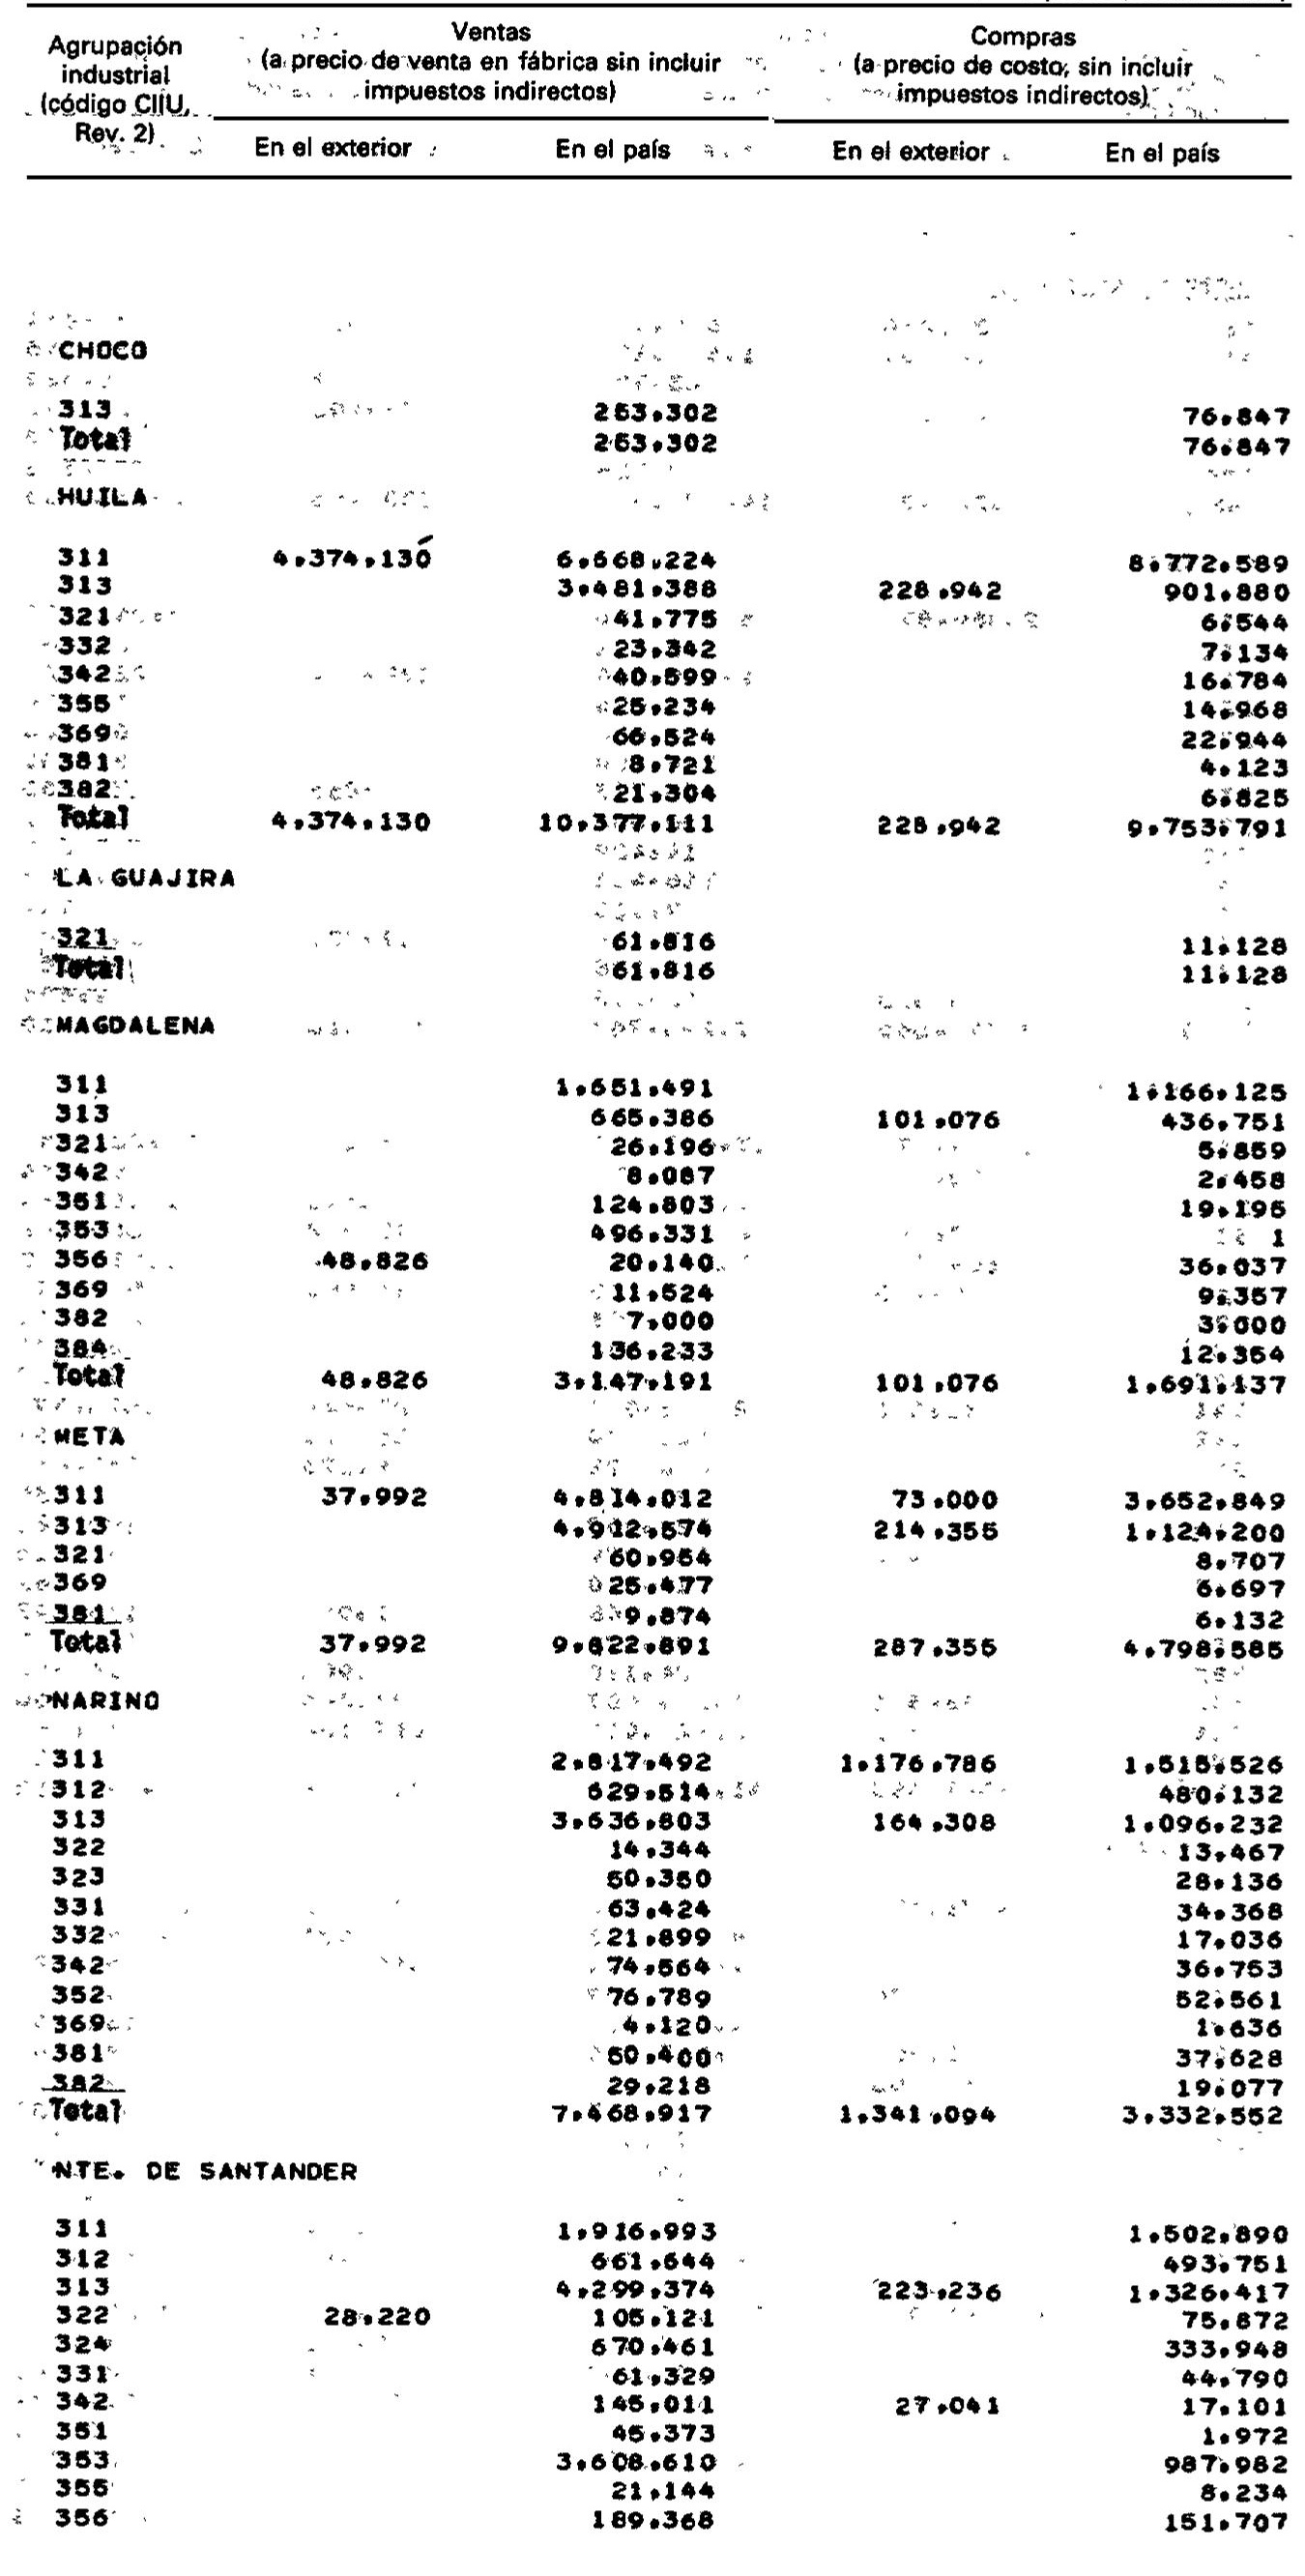 Agrupación industrial (código CIIU, Rev. 2)
Ventas (a precio de venta en fábrica sin incluir impuestos indirectos)
Compras (a precio de costo, sin incluir impuestos indirectos)
En el exterior En el país En el exterior En el país
CHOCO
313 253.302 76.847
Total 253.302 76.847
HUILA
311 4.374.130 6.668.224 8.772.589
313 3.481.388 228.942 901.880
321 41.775 6.544
332 23.342 7.134
342 40.599 16.784
355 25.234 14.968
369 66.524 22.944
381 8.721 4.123
382 21.304 6.825
Total 4.374.130 10.377.111 228.942 9.753.791
LA GUAJIRA
321 61.816 11.128
Total 61.816 11.128
MAGDALENA
311 1.651.491 1.166.125
313 665.386 101.076 436.751
321 26.196 5.859
342 8.087 2.458
351 124.803 19.195
353 496.331 1
356 48.826 20.140 36.037
369 11.524 9.357
382 7.000 3.000
384 136.233 12.354
Total 48.826 3.147.191 101.076 1.691.137
META
311 37.992 4.814.012 73.000 3.652.849
313 4.912.574 214.355 1.124.200
321 60.954 8.707
369 25.477 6.697
381 9.874 6.132
Total 37.992 9.822.891 287.355 4.798.585
NARINO
311 2.817.492 1.176.786 1.515.526
312 629.514 480.132
313 3.636.803 164.308 1.096.232
322 14.344 13.467
323 50.350 28.136
331 63.424 34.368
332 21.899 17.036
342 74.564 36.753
352 76.789 52.561
369 4.120 1.636
381 50.400 37.628
382 29.218 19.077
Total 7.468.917 1.341.094 3.332.552
NTE. DE SANTANDER
311 1.916.993 1.502.890
312 661.644 493.751
313 4.299.374 223.236 1.326.417
322 28.220 105.121 75.872
324 670.461 333.948
331 61.329 44.790
342 145.011 27.041 17.101
351 45.373 1.972
353 3.608.610 987.982
355 21.144 8.234
356 189.368 151.707